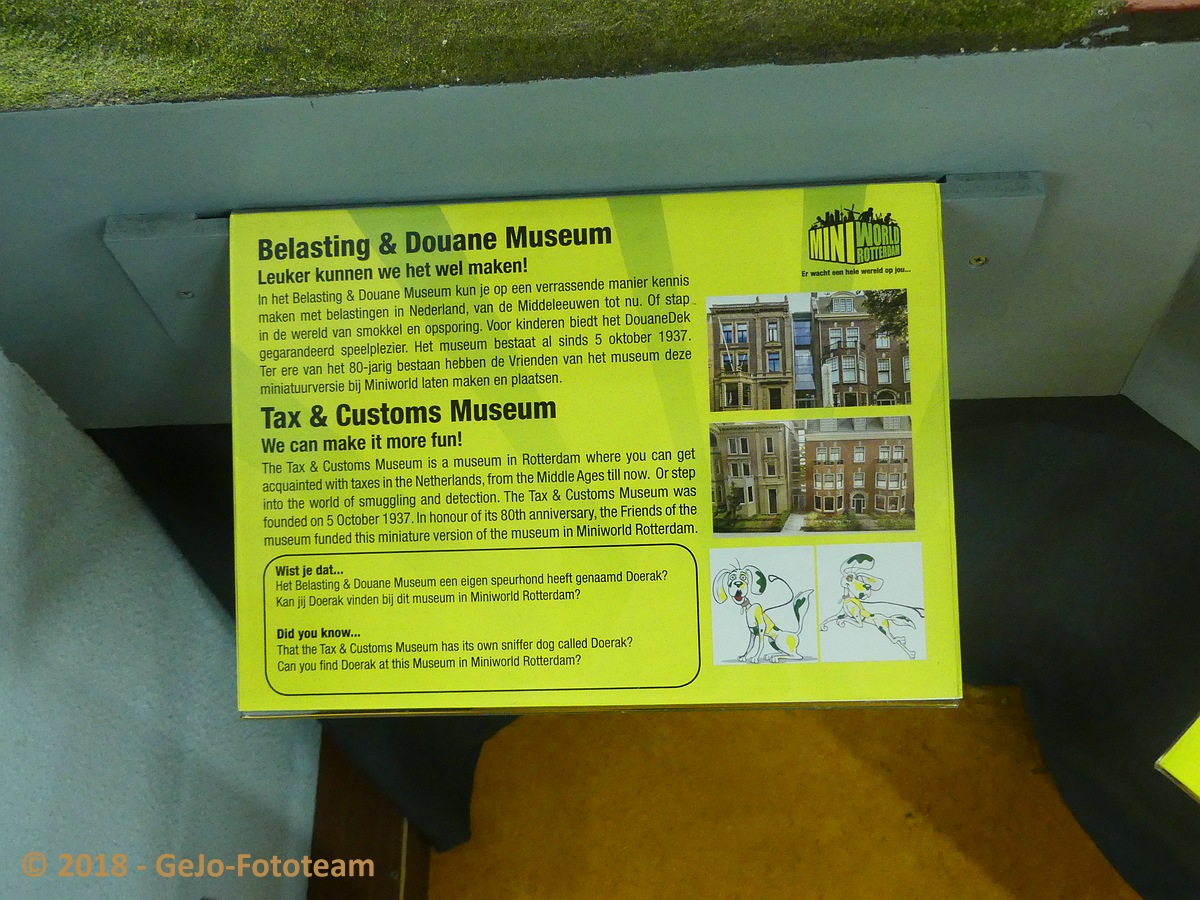 Belasting & Douane Museum
Leuker kunnen we het wel maken!
In het Belasting & Douane Museum kun je op een verrassende manier kennis
maken met belastingen in Nederland, van de Middeleeuwen tot nu. Of stap
in de wereld van smokkel en opsporing. Voor kinderen biedt het DouaneDek
gegarandeerd speelplezier. Het museum bestaat al sinds 5 oktober 1937.
Ter ere van het 80-jarig bestaan hebben de Vrienden van het museum deze
miniatuurversie bij Miniworld laten maken en plaatsen.
Tax & Customs Museum
We can make it more fun!
The Tax & Customs Museum is a museum in Rotterdam where you can get
acquainted with taxes in the Netherlands, from the Middle Ages till now. Or step
into the world of smuggling and detection. The Tax & Customs Museum was
founded on 5 October 1937. In honour of its 80th anniversary, the Friends of the
museum funded this miniature version of the museum in Miniworld Rotterdam.
Wist je dat...
Het Belasting & Douane Museum een eigen speurhond heeft genaamd Doerak?
Kan jij Doerak vinden bij dit museum in Miniworld Rotterdam?
Did you know...
That the Tax & Customs Museum has its own sniffer dog called Doerak?
Can you find Doerak at this Museum in Miniworld Rotterdam?
MINI WORLD
ROTTERDAM
Er wacht een hele wereld op jou...
© 2018 - GeJo-Fototeam